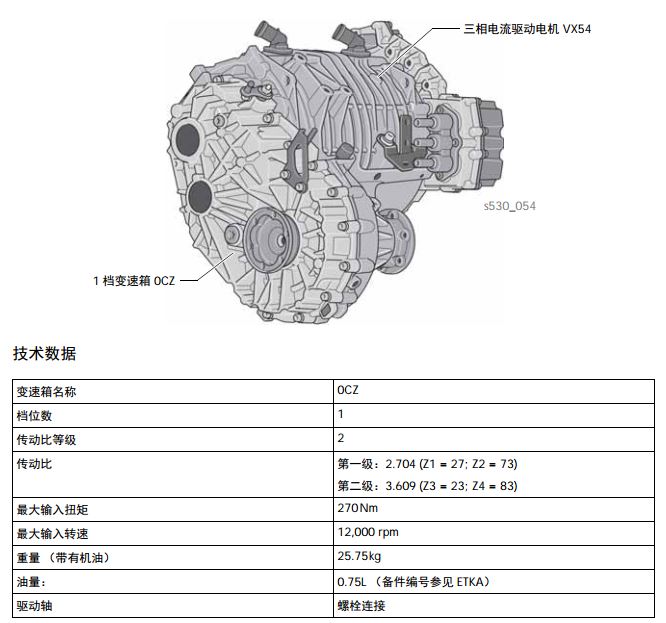 三相电流驱动电机 VX54
s530_054
1 档变速箱 0CZ
技术数据
变速箱名称 0CZ
档位数 1
传动比等级 2
传动比 第一级：2.704 (Z1 = 27; Z2 = 73)
第二级：3.609 (Z3 = 23; Z4 = 83)
最大输入扭矩 270Nm
最大输入转速 12,000 rpm
重量 （带有机油） 25.75kg
油量： 0.75L （备件编号参见 ETKA）
驱动轴 螺栓连接